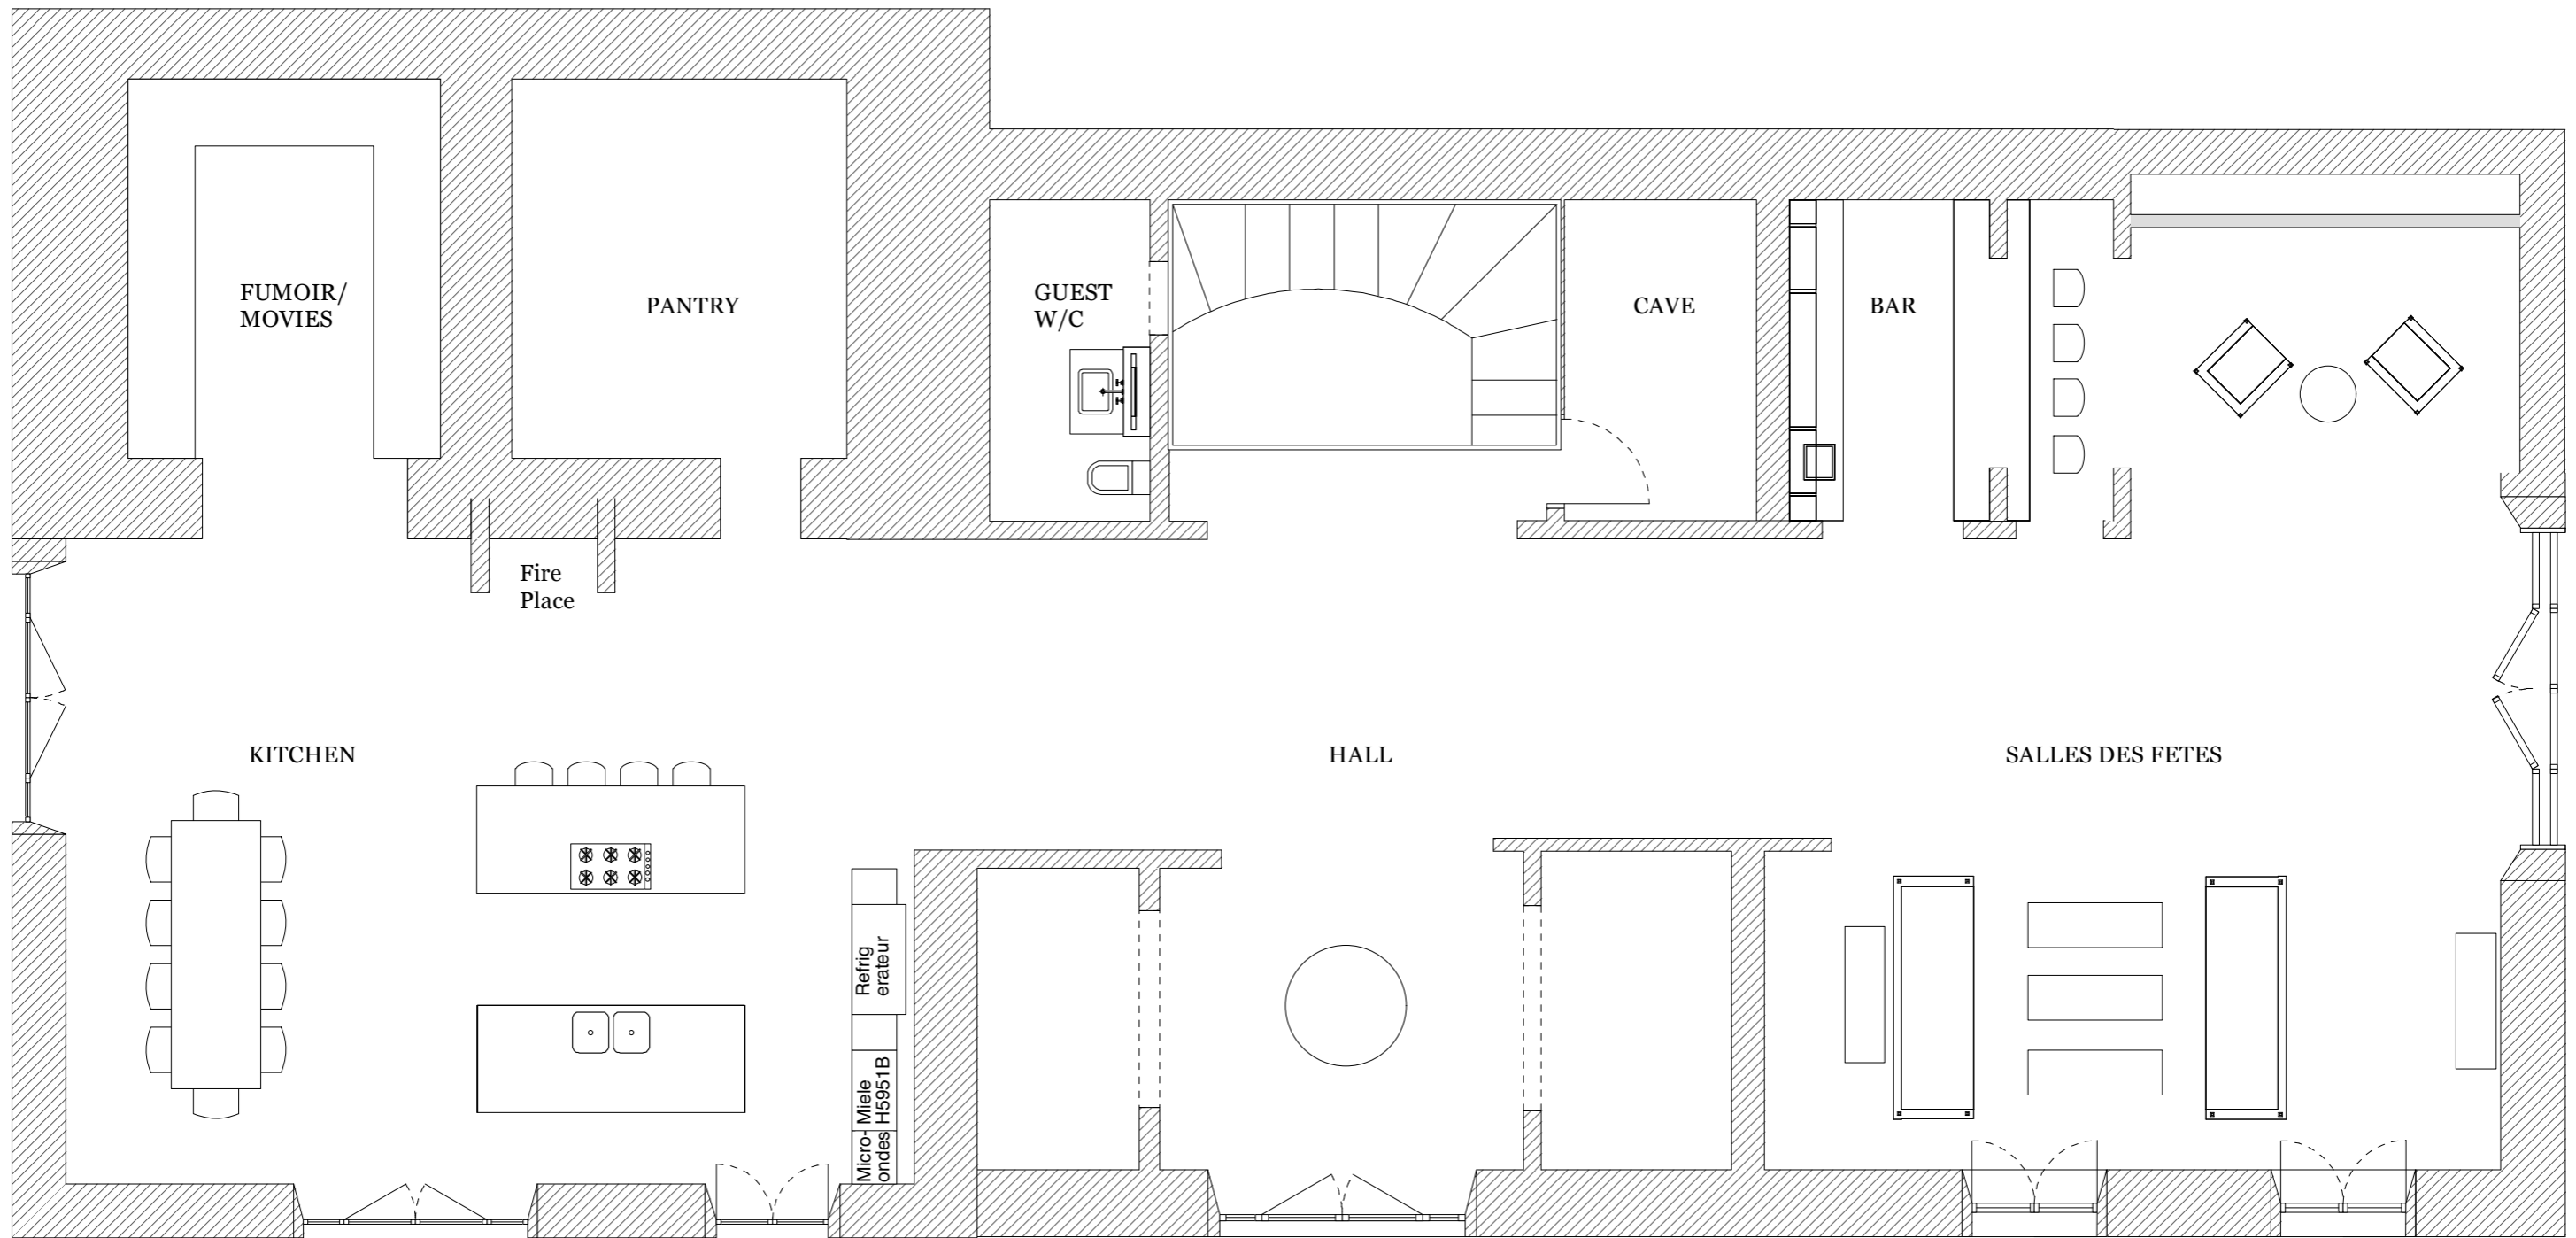 FUMOIR/
MOVIES
PANTRY
GUEST
W/C
CAVE
BAR
Fire
Place
KITCHEN
HALL
SALLES DES FETES
Refrig
erateur
Miele
H5951B
Micro-
ondes